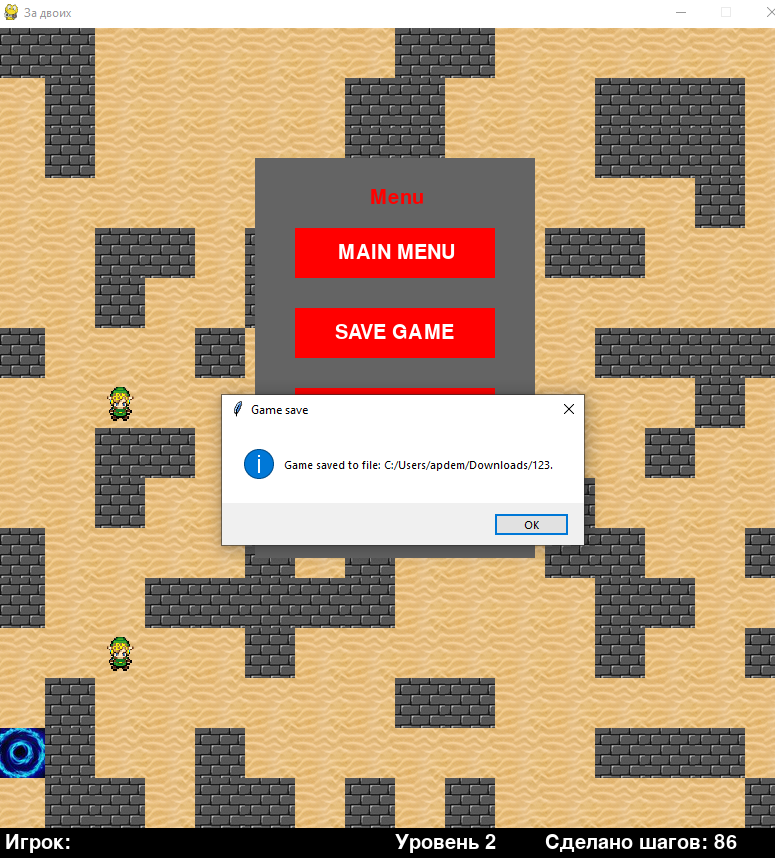 За двоих
Menu
MAIN MENU
SAVE GAME
Game save
Game saved to file: C:/Users/apdem/Downloads/123.
OK
Игрок:
Уровень 2
Сделано шагов: 86